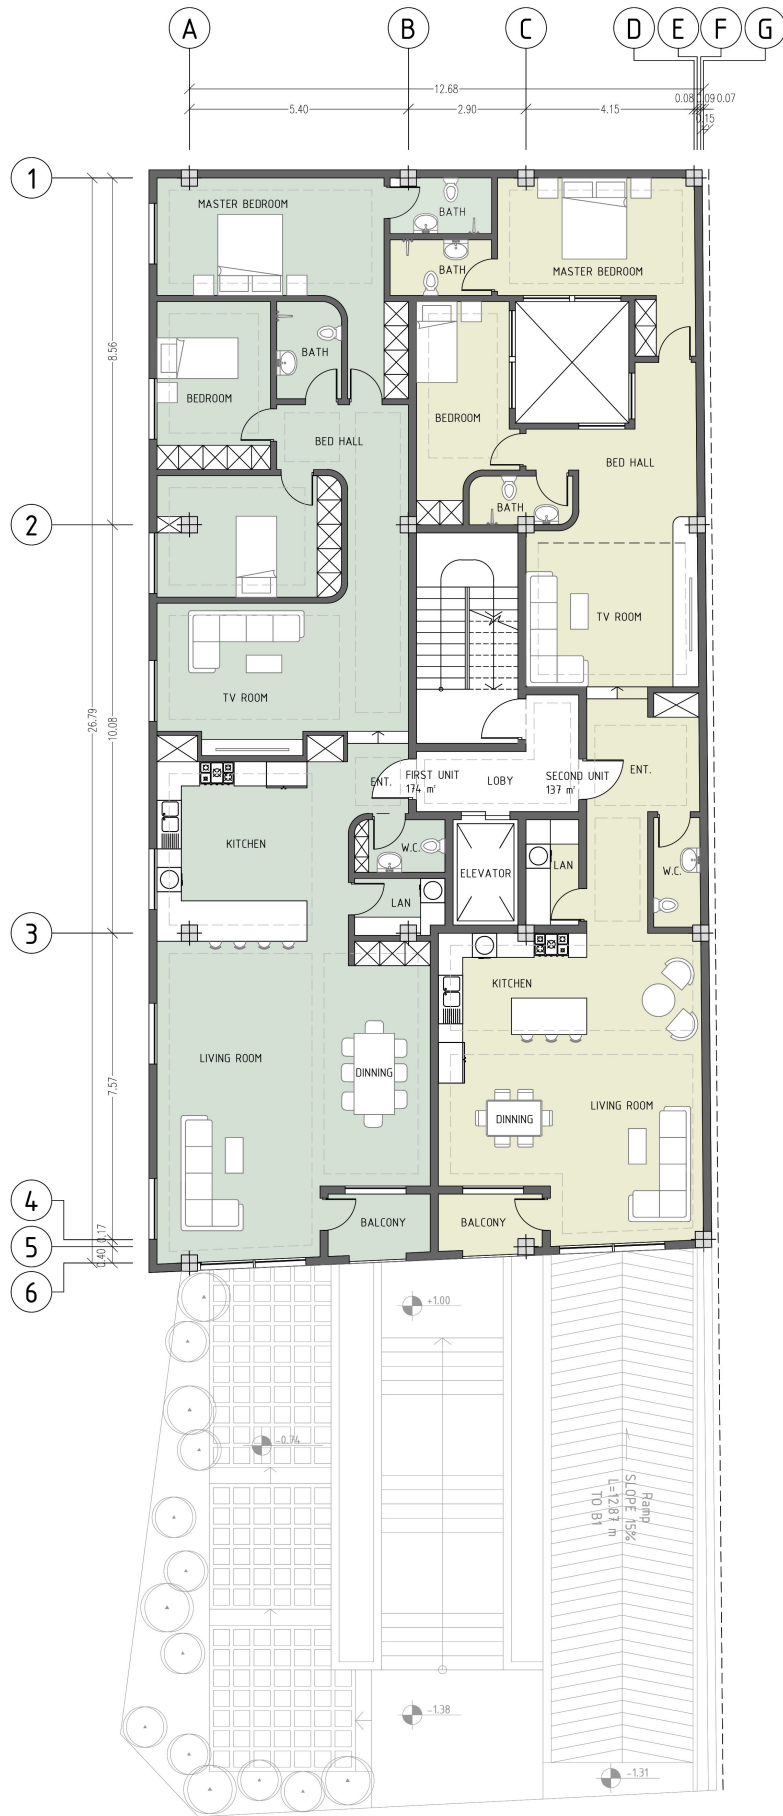 A B C D E F G
12.68
5.40 2.90 4.15 0.08 0.09 0.07
0.15
1
MASTER BEDROOM
BATH
BATH
MASTER BEDROOM
8.56
BATH
BEDROOM
BEDROOM
BED HALL
BED HALL
BATH
2
TV ROOM
TV ROOM
26.79
10.08
ENT.
FIRST UNIT
174 m²
LOBY
SECOND UNIT
137 m²
ENT.
KITCHEN
W.C.
ELEVATOR
LAN
W.C.
LAN
3
KITCHEN
LIVING ROOM
DINNING
7.57
LIVING ROOM
DINNING
4
BALCONY
BALCONY
0.17
5
0.40
6
+1.00
-0.74
Ramp
SLOPE 15%
L=12.87 m
TO B1
-1.38
-1.31